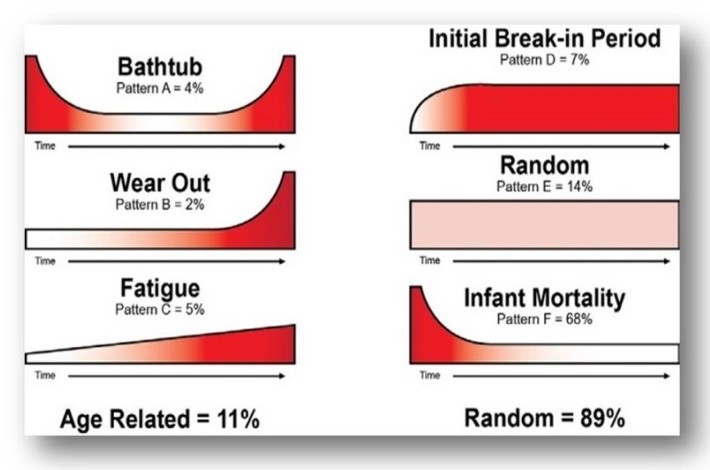 Bathtub
Pattern A = 4%
Time
Wear Out
Pattern B = 2%
Time
Fatigue
Pattern C = 5%
Time
Age Related = 11%
Initial Break-in Period
Pattern D = 7%
Time
Random
Pattern E = 14%
Time
Infant Mortality
Pattern F = 68%
Time
Random = 89%